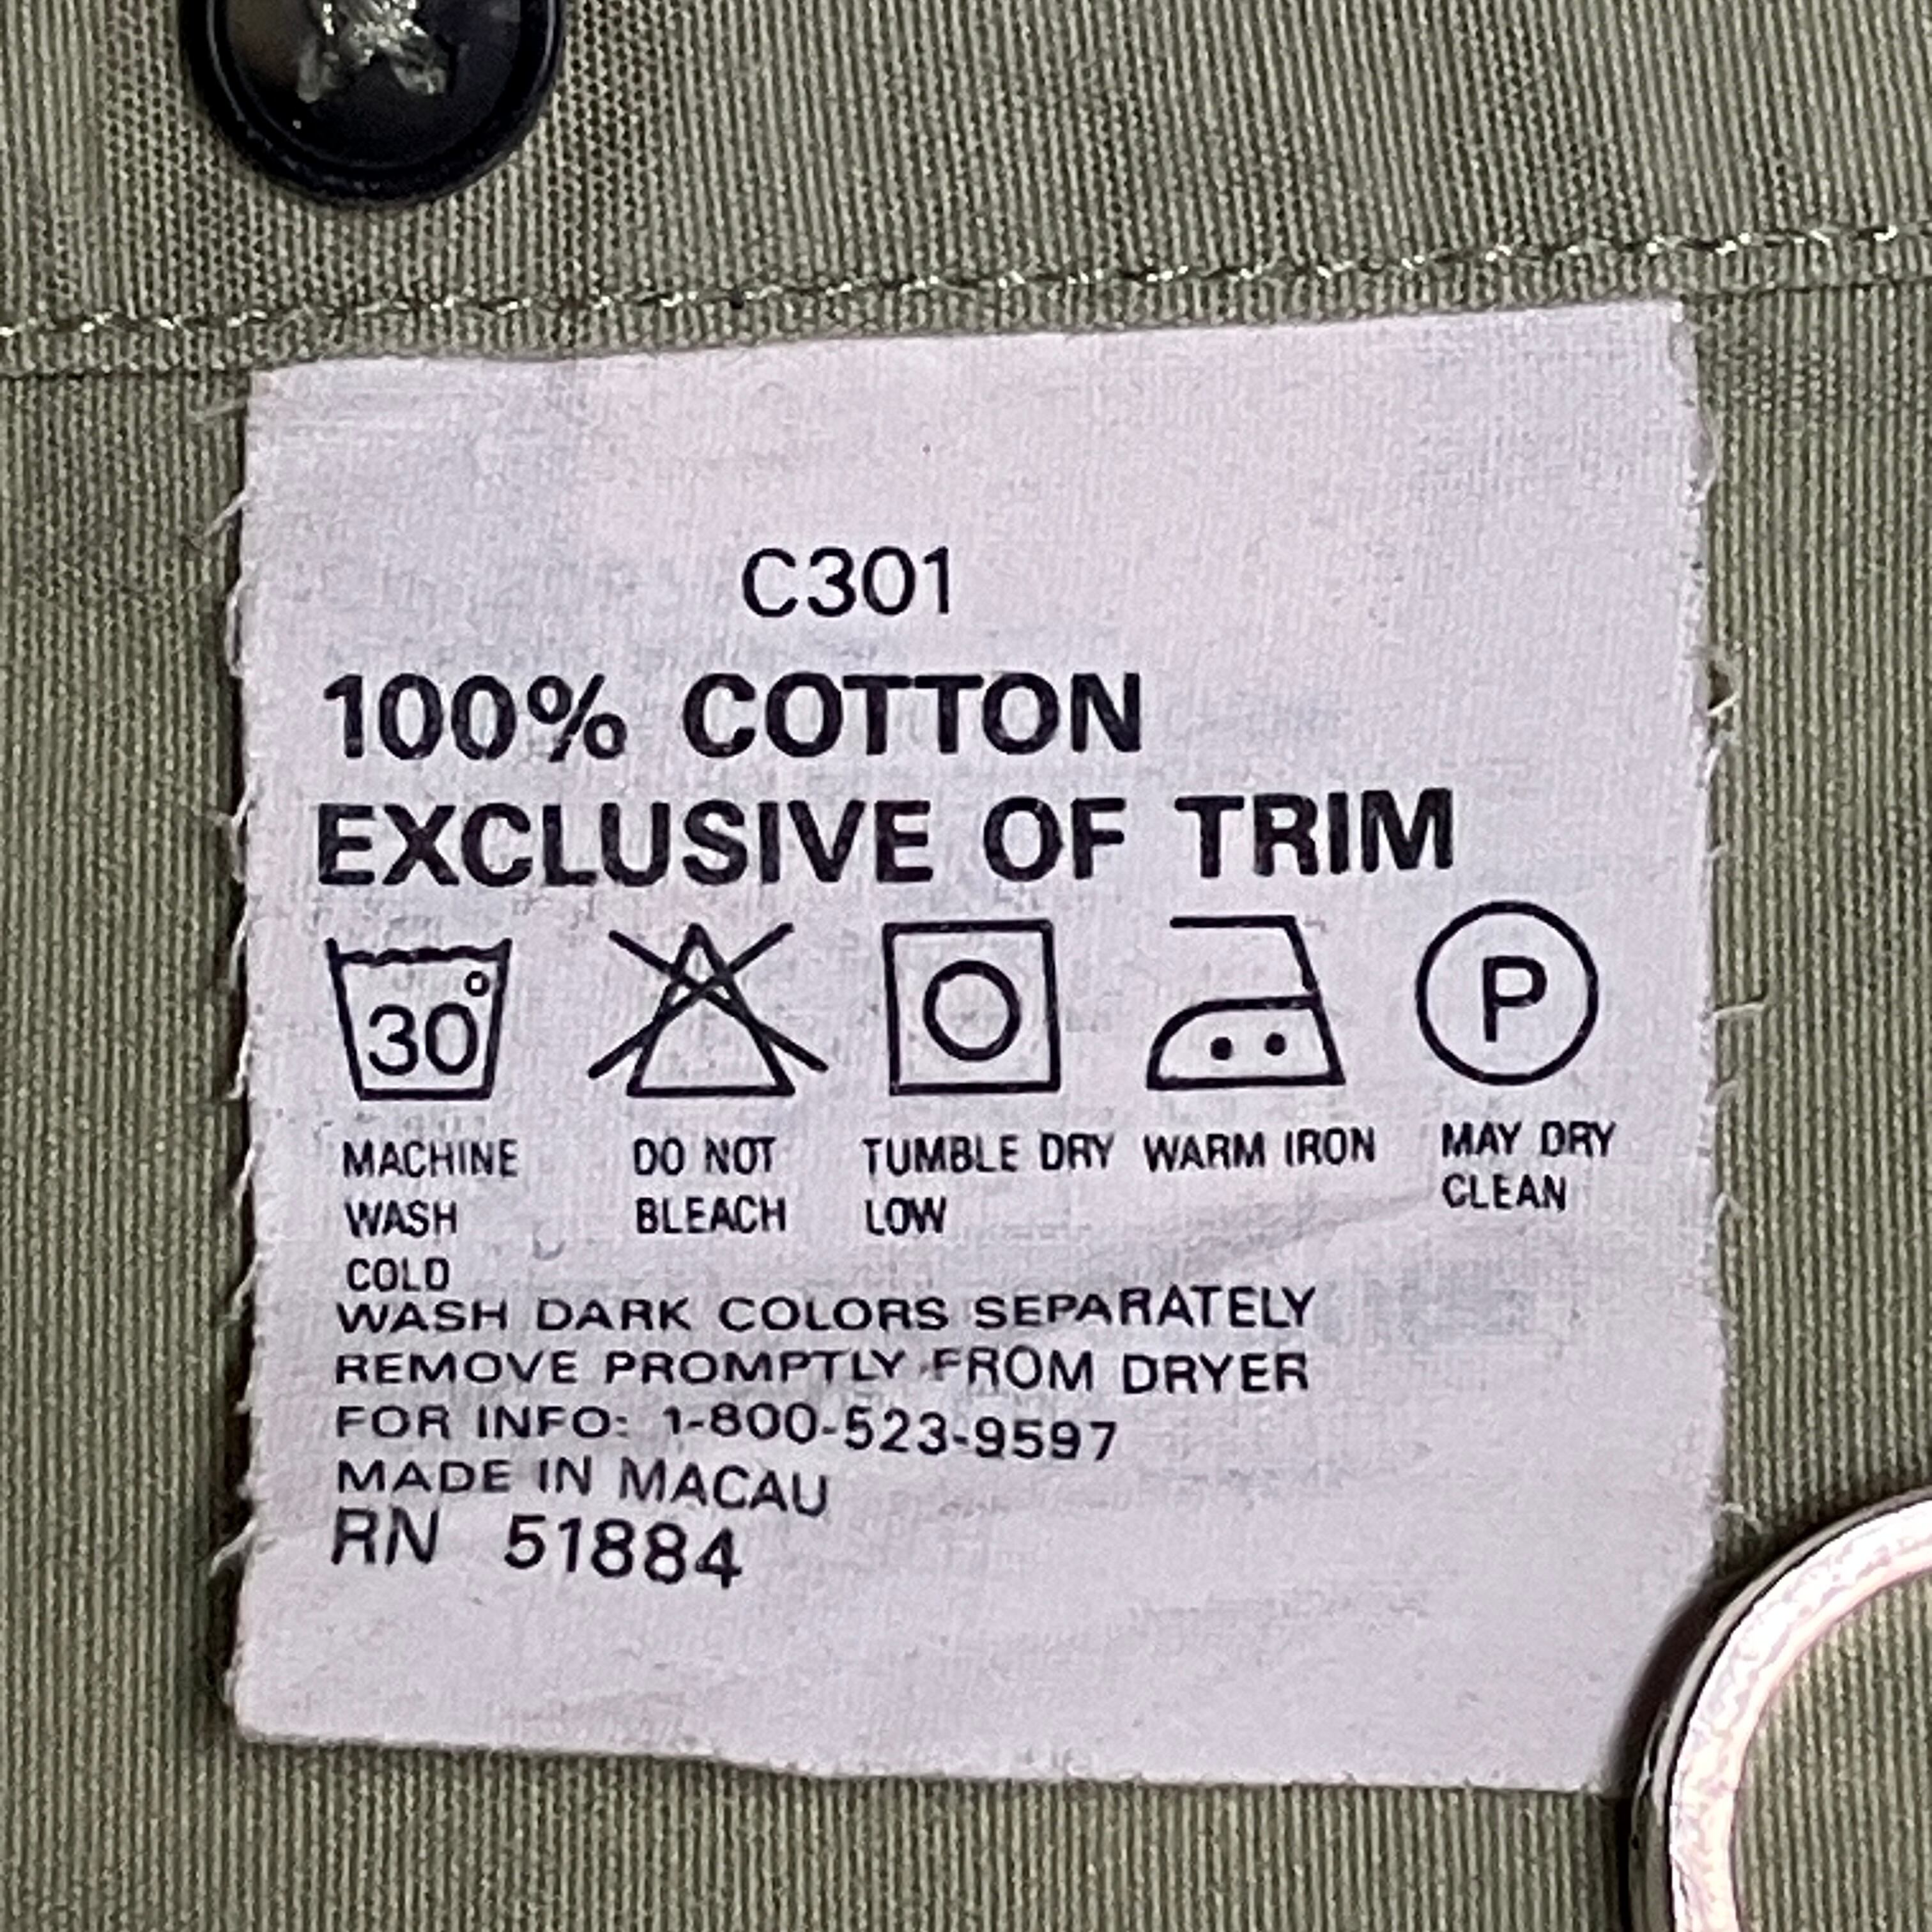 C301
100% COTTON
EXCLUSIVE OF TRIM
30° P
MACHINE WASH COLD
DO NOT BLEACH
TUMBLE DRY LOW
WARM IRON
MAY DRY CLEAN
WASH DARK COLORS SEPARATELY
REMOVE PROMPTLY FROM DRYER
FOR INFO: 1-800-523-9597
MADE IN MACAU
RN 51884